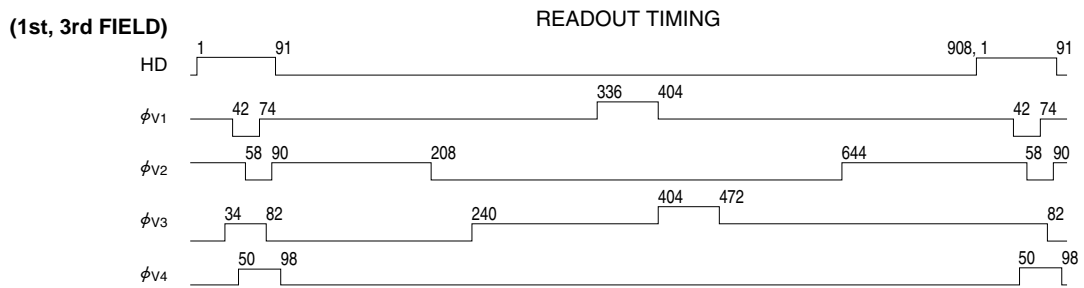 READOUT TIMING
(1st, 3rd FIELD)
HD 1 91 908, 1 91
ϕV1 42 74 336 404 42 74
ϕV2 58 90 208 644 58 90
ϕV3 34 82 240 404 472 82
ϕV4 50 98 50 98